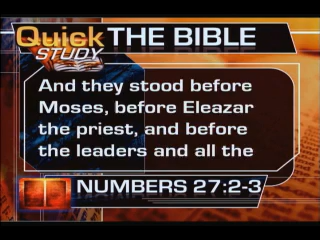 Quick STUDY
THE BIBLE
And they stood before
Moses, before Eleazar
the priest, and before
the leaders and all the
NUMBERS 27:2-3